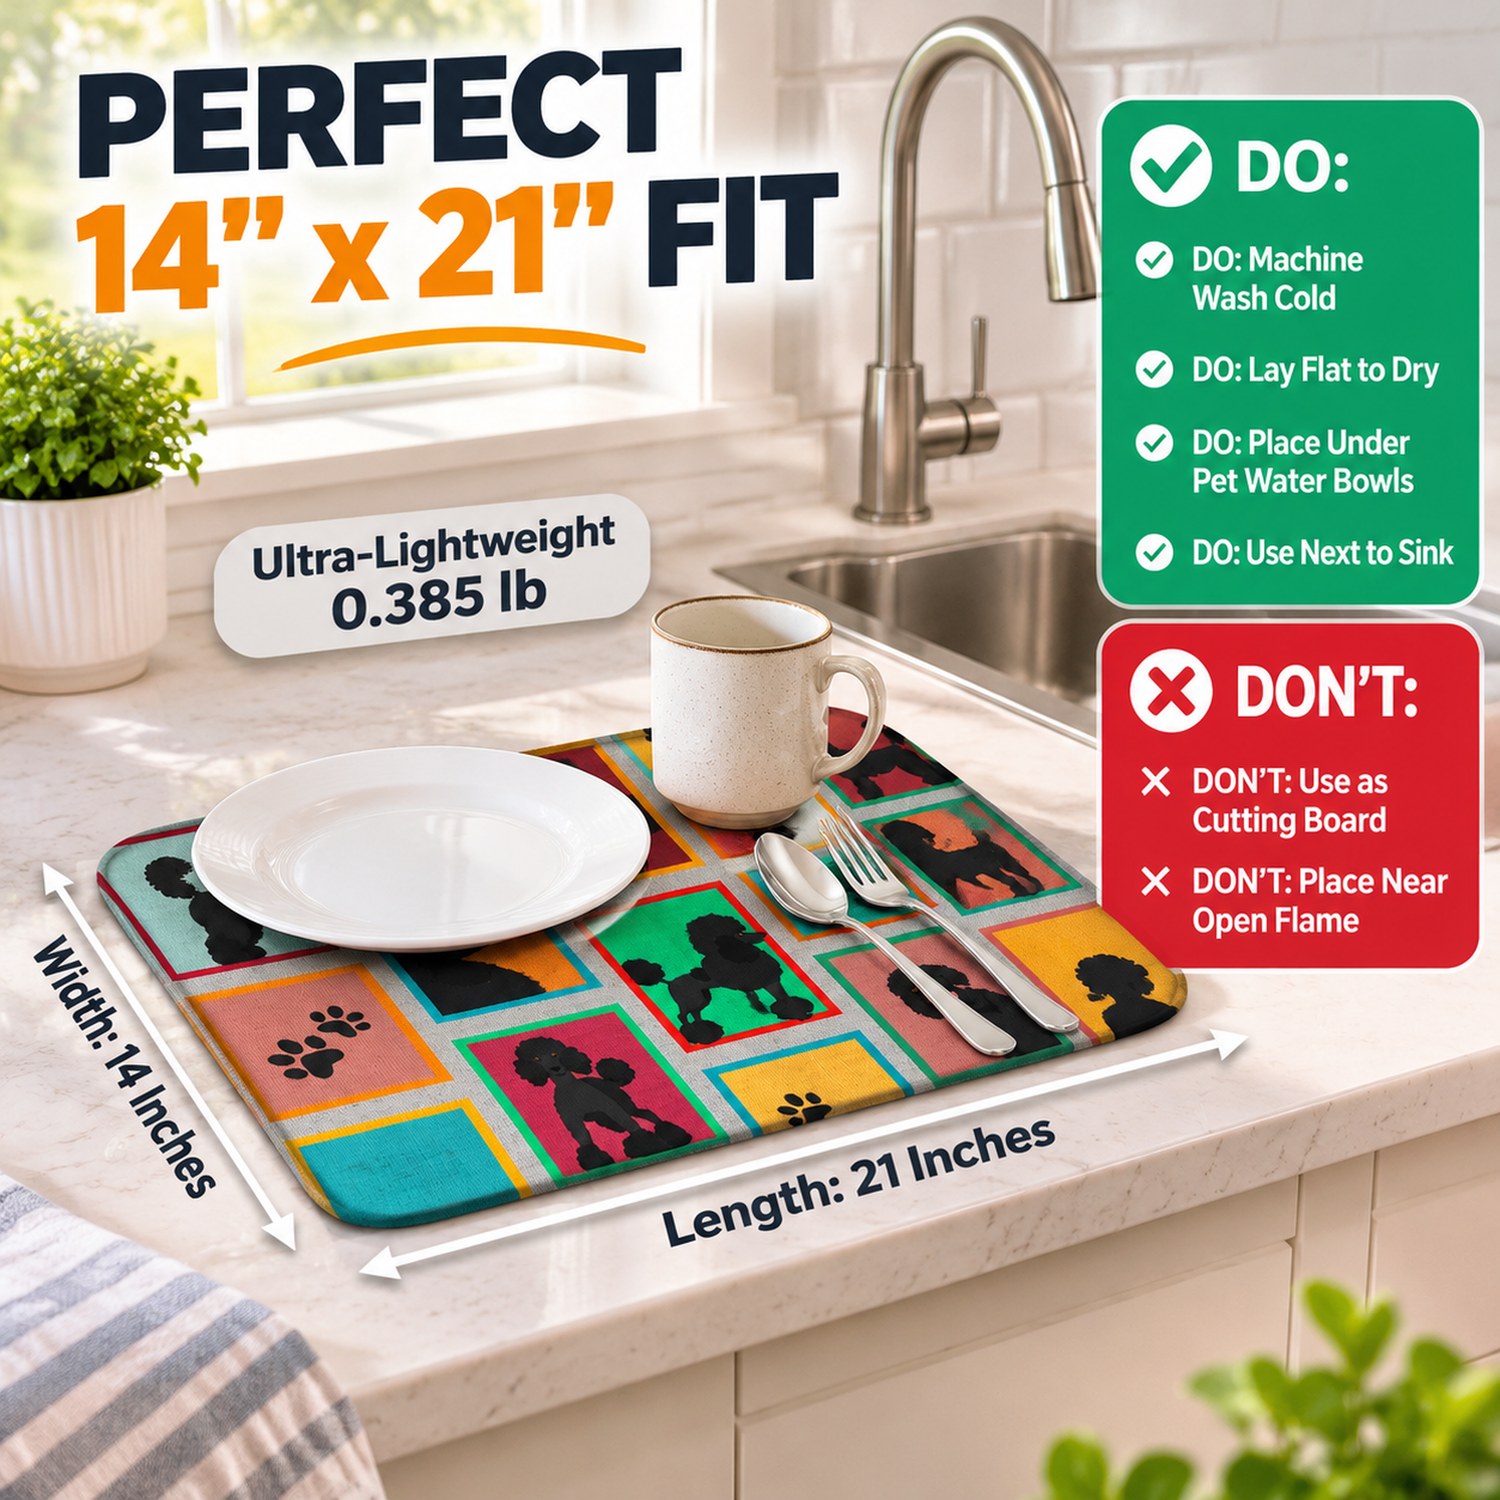 PERFECT
14” x 21” FIT
Ultra-Lightweight
0.385 lb
DO:
DO: Machine
Wash Cold
DO: Lay Flat to Dry
DO: Place Under
Pet Water Bowls
DO: Use Next to Sink
DON’T:
DON’T: Use as
Cutting Board
DON’T: Place Near
Open Flame
Width: 14 Inches
Length: 21 Inches